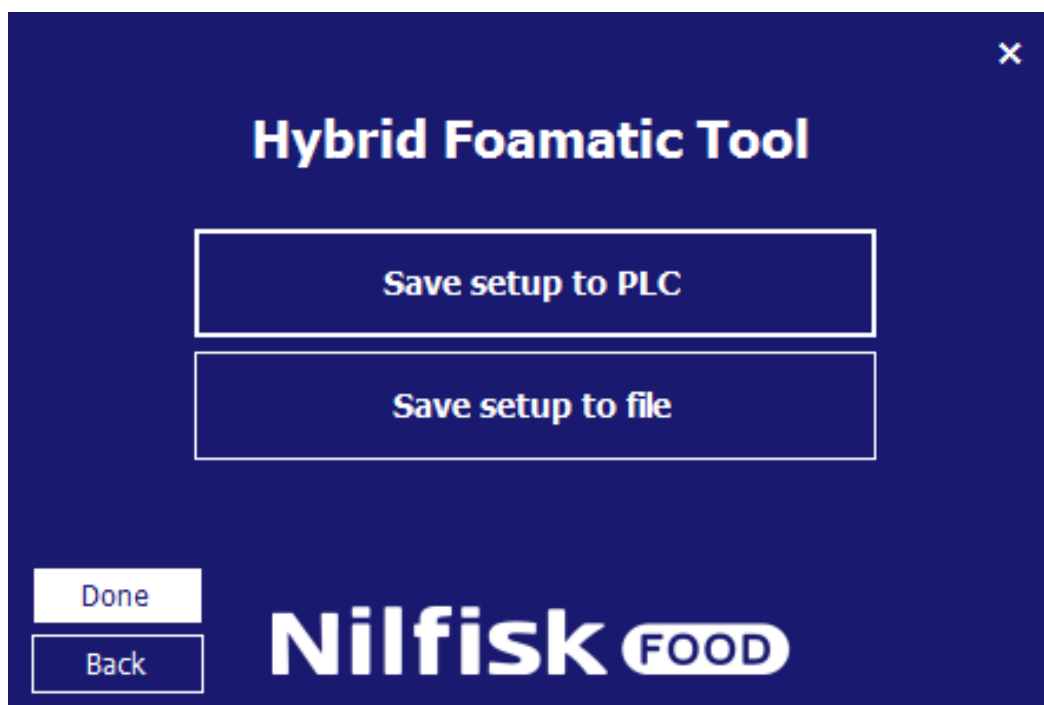 ×
Hybrid Foamatic Tool
Save setup to PLC
Save setup to file
Done
Back
Nilfisk FOOD